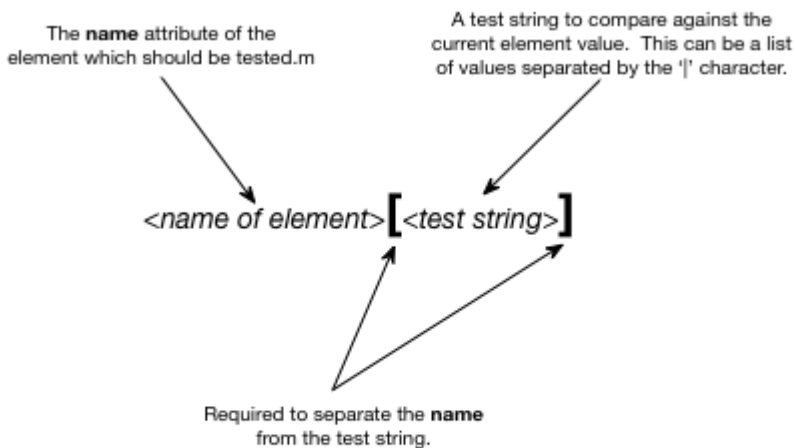 The name attribute of the
element which should be tested.m
A test string to compare against the
current element value. This can be a list
of values separated by the '|' character.
<name of element>[<test string>]
Required to separate the name
from the test string.